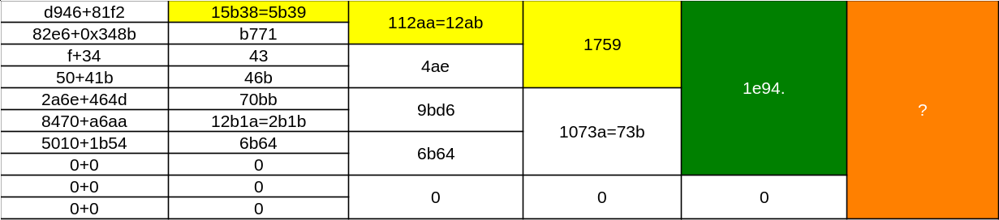 d946+81f2 15b38=5b39 112aa=12ab 1759 1e94. ?
82e6+0x348b b771
f+34 43 4ae
50+41b 46b
2a6e+464d 70bb 9bd6 1073a=73b
8470+a6aa 12b1a=2b1b
5010+1b54 6b64 6b64
0+0 0
0+0 0 0 0 0
0+0 0